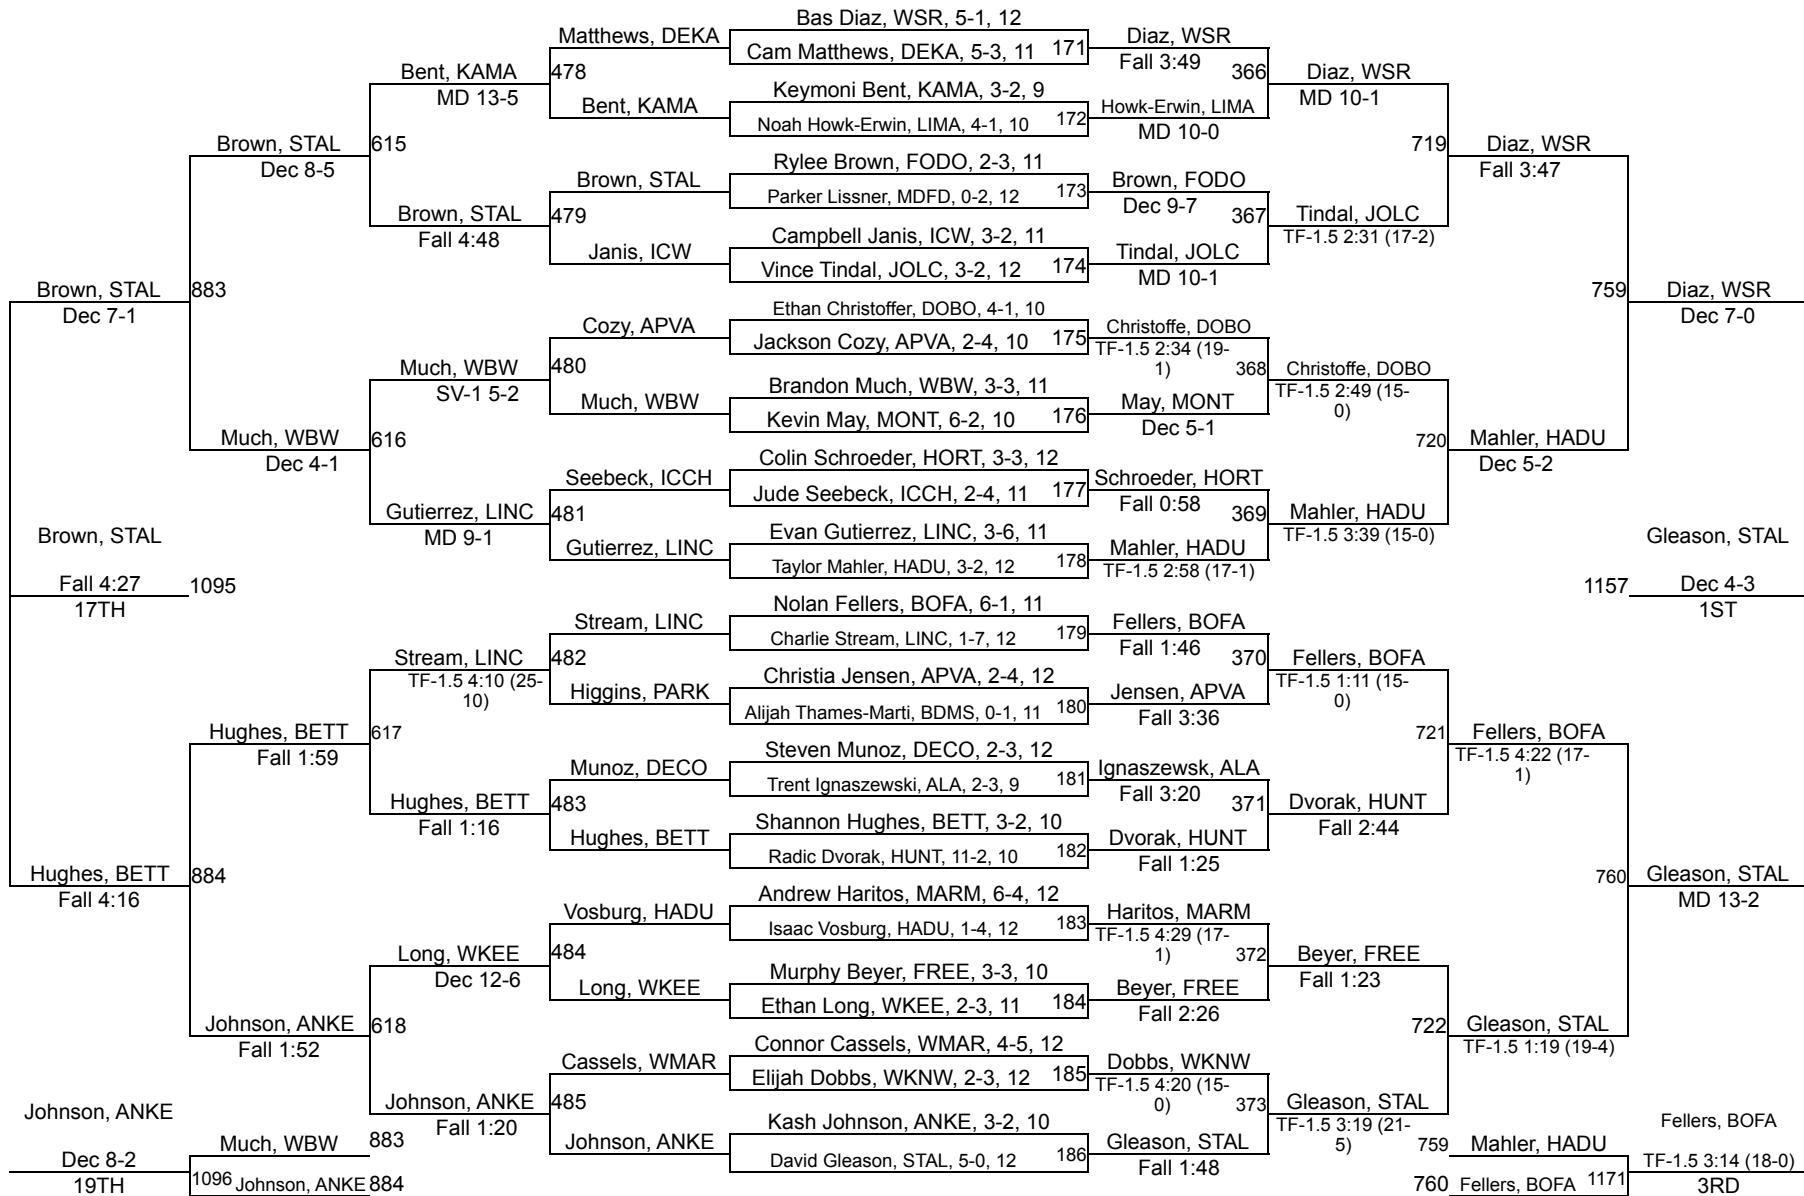 Bas Diaz, WSR, 5-1, 12
Matthews, DEKA
Cam Matthews, DEKA, 5-3, 11
171
Diaz, WSR
Fall 3:49
Bent, KAMA
MD 13-5
478
366
Diaz, WSR
MD 10-1
Bent, KAMA
Keymoni Bent, KAMA, 3-2, 9
Noah Howk-Erwin, LIMA, 4-1, 10
172
Howk-Erwin, LIMA
MD 10-0
Brown, STAL
Dec 8-5
615
719
Diaz, WSR
Fall 3:47
Rylee Brown, FODO, 2-3, 11
Brown, STAL
Parker Lissner, MDFD, 0-2, 12
173
Brown, FODO
Dec 9-7
Brown, STAL
Fall 4:48
479
367
Tindal, JOLC
TF-1.5 2:31 (17-2)
Janis, ICW
Campbell Janis, ICW, 3-2, 11
Vince Tindal, JOLC, 3-2, 12
174
Tindal, JOLC
MD 10-1
Brown, STAL
Dec 7-1
883
759
Diaz, WSR
Dec 7-0
Cozy, APVA
Ethan Christoffer, DOBO, 4-1, 10
Jackson Cozy, APVA, 2-4, 10
175
Christoffe, DOBO
TF-1.5 2:34 (19-
1)
Much, WBW
SV-1 5-2
480
368
Christoffe, DOBO
TF-1.5 2:49 (15-
0)
Much, WBW
Brandon Much, WBW, 3-3, 11
Kevin May, MONT, 6-2, 10
176
May, MONT
Dec 5-1
Much, WBW
Dec 4-1
616
720
Mahler, HADU
Dec 5-2
Seebeck, ICCH
Colin Schroeder, HORT, 3-3, 12
Jude Seebeck, ICCH, 2-4, 11
177
Schroeder, HORT
Fall 0:58
Gutierrez, LINC
MD 9-1
481
369
Mahler, HADU
TF-1.5 3:39 (15-0)
Gutierrez, LINC
Evan Gutierrez, LINC, 3-6, 11
Taylor Mahler, HADU, 3-2, 12
178
Mahler, HADU
TF-1.5 2:58 (17-1)
Brown, STAL
Fall 4:27
1095
17TH
Gleason, STAL
1157
Dec 4-3
1ST
Stream, LINC
Nolan Fellers, BOFA, 6-1, 11
Charlie Stream, LINC, 1-7, 12
179
Fellers, BOFA
Fall 1:46
Stream, LINC
TF-1.5 4:10 (25-
10)
482
370
Fellers, BOFA
TF-1.5 1:11 (15-
0)
Higgins, PARK
Christia Jensen, APVA, 2-4, 12
Alijah Thames-Marti, BDMS, 0-1, 11
180
Jensen, APVA
Fall 3:36
Hughes, BETT
Fall 1:59
617
721
Fellers, BOFA
TF-1.5 4:22 (17-
1)
Munoz, DECO
Steven Munoz, DECO, 2-3, 12
Trent Ignaszewski, ALA, 2-3, 9
181
Ignaszewsk, ALA
Fall 3:20
Hughes, BETT
Fall 1:16
483
371
Dvorak, HUNT
Fall 2:44
Hughes, BETT
Shannon Hughes, BETT, 3-2, 10
Radic Dvorak, HUNT, 11-2, 10
182
Dvorak, HUNT
Fall 1:25
Hughes, BETT
Fall 4:16
884
760
Gleason, STAL
MD 13-2
Vosburg, HADU
Andrew Haritos, MARM, 6-4, 12
Isaac Vosburg, HADU, 1-4, 12
183
Haritos, MARM
TF-1.5 4:29 (17-
1)
Long, WKEE
Dec 12-6
484
372
Beyer, FREE
Fall 1:23
Long, WKEE
Murphy Beyer, FREE, 3-3, 10
Ethan Long, WKEE, 2-3, 11
184
Beyer, FREE
Fall 2:26
Johnson, ANKE
Fall 1:52
618
722
Gleason, STAL
TF-1.5 1:19 (19-4)
Cassels, WMAR
Connor Cassels, WMAR, 4-5, 12
Elijah Dobbs, WKNW, 2-3, 12
185
Dobbs, WKNW
TF-1.5 4:20 (15-
0)
Johnson, ANKE
Fall 1:20
485
373
Gleason, STAL
TF-1.5 3:19 (21-
5)
Johnson, ANKE
Kash Johnson, ANKE, 3-2, 10
David Gleason, STAL, 5-0, 12
186
Gleason, STAL
Fall 1:48
Johnson, ANKE
Dec 8-2
19TH
Much, WBW
883
1096
Johnson, ANKE
884
759
Mahler, HADU
760
Fellers, BOFA
1171
Fellers, BOFA
TF-1.5 3:14 (18-0)
3RD